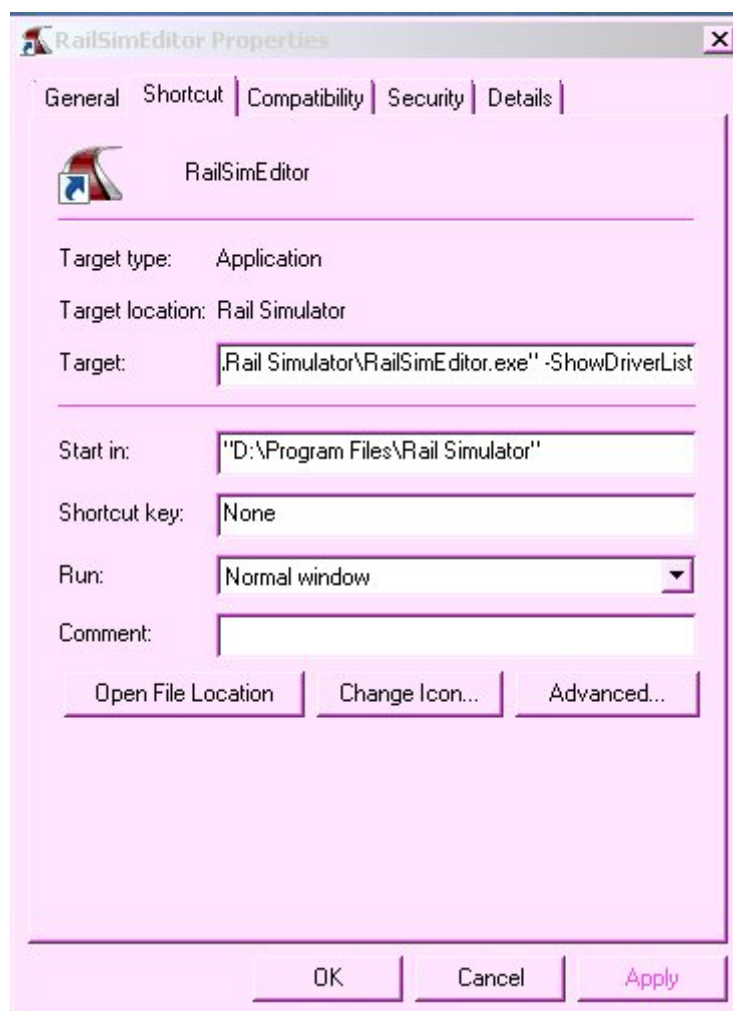 RailSimEditor Properties
General Shortcut Compatibility Security Details
RailSimEditor
Target type: Application
Target location: Rail Simulator
Target: .Rail Simulator\RailSimEditor.exe" -ShowDriverList
Start in: "D:\Program Files\Rail Simulator"
Shortcut key: None
Run: Normal window
Comment:
Open File Location Change Icon... Advanced...
OK Cancel Apply